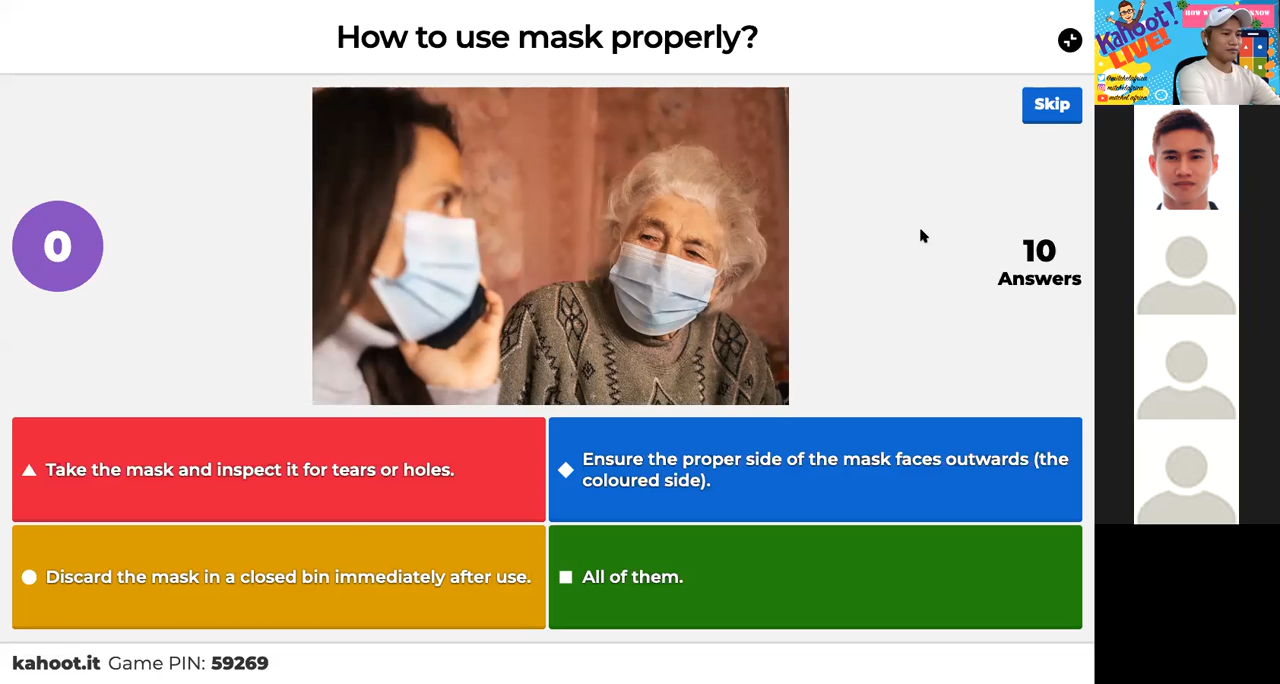 How to use mask properly?
Kahoot!
LIVE!
Skip
0
10
Answers
Take the mask and inspect it for tears or holes.
Ensure the proper side of the mask faces outwards (the
coloured side).
Discard the mask in a closed bin immediately after use.
All of them.
kahoot.it Game PIN: 59269